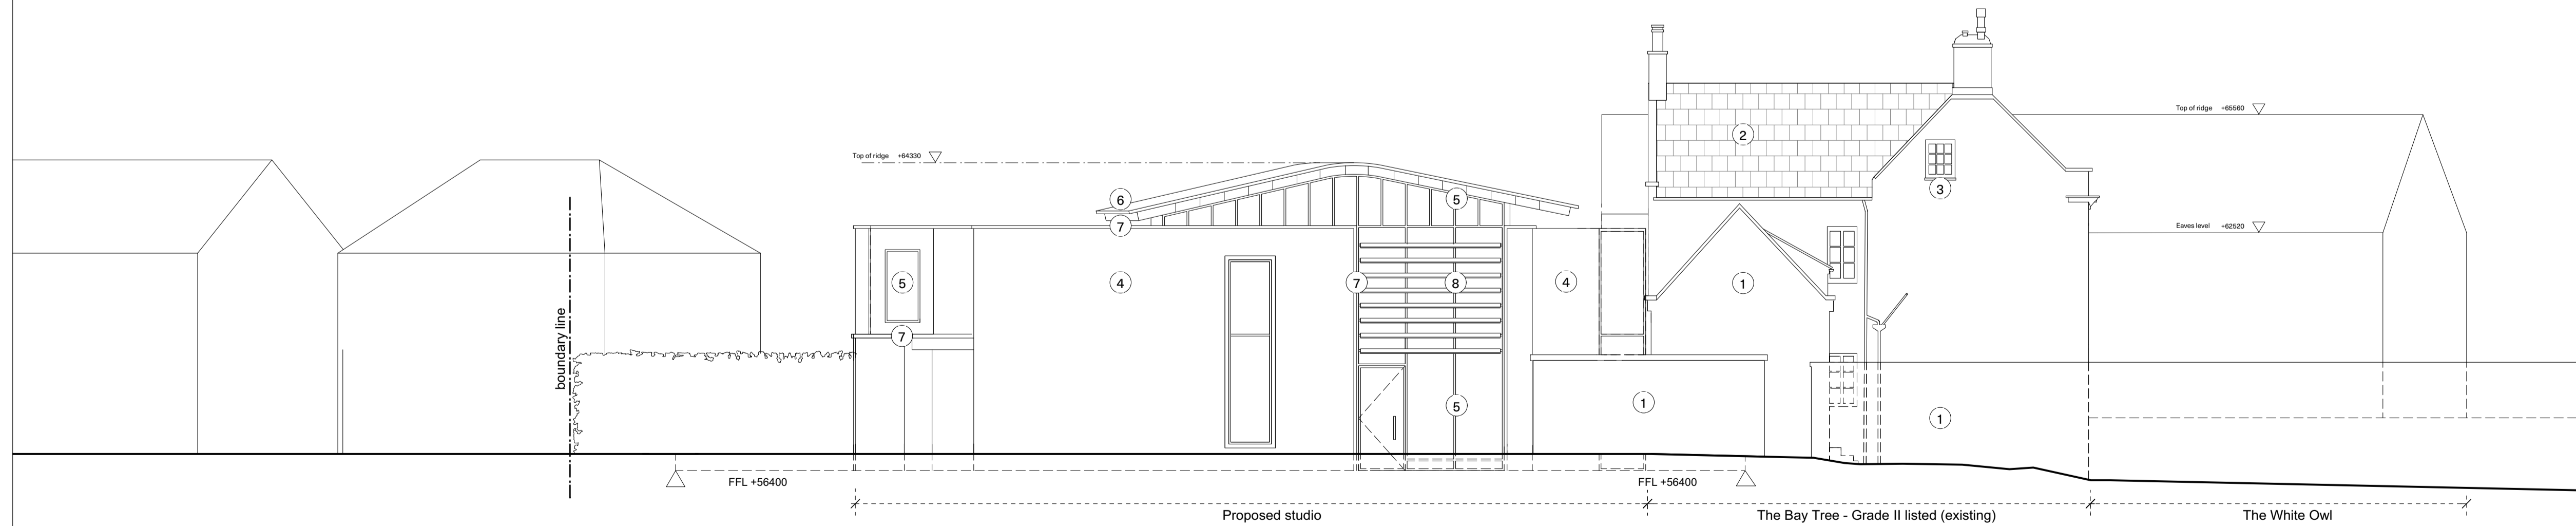 Top of ridge +65560
2
Top of ridge +64330
3
6
5
7
Eaves level +62520
5
4
7
8
4
1
boundary line
7
1
5
1
FFL +56400
FFL +56400
Proposed studio
The Bay Tree - Grade II listed (existing)
The White Owl